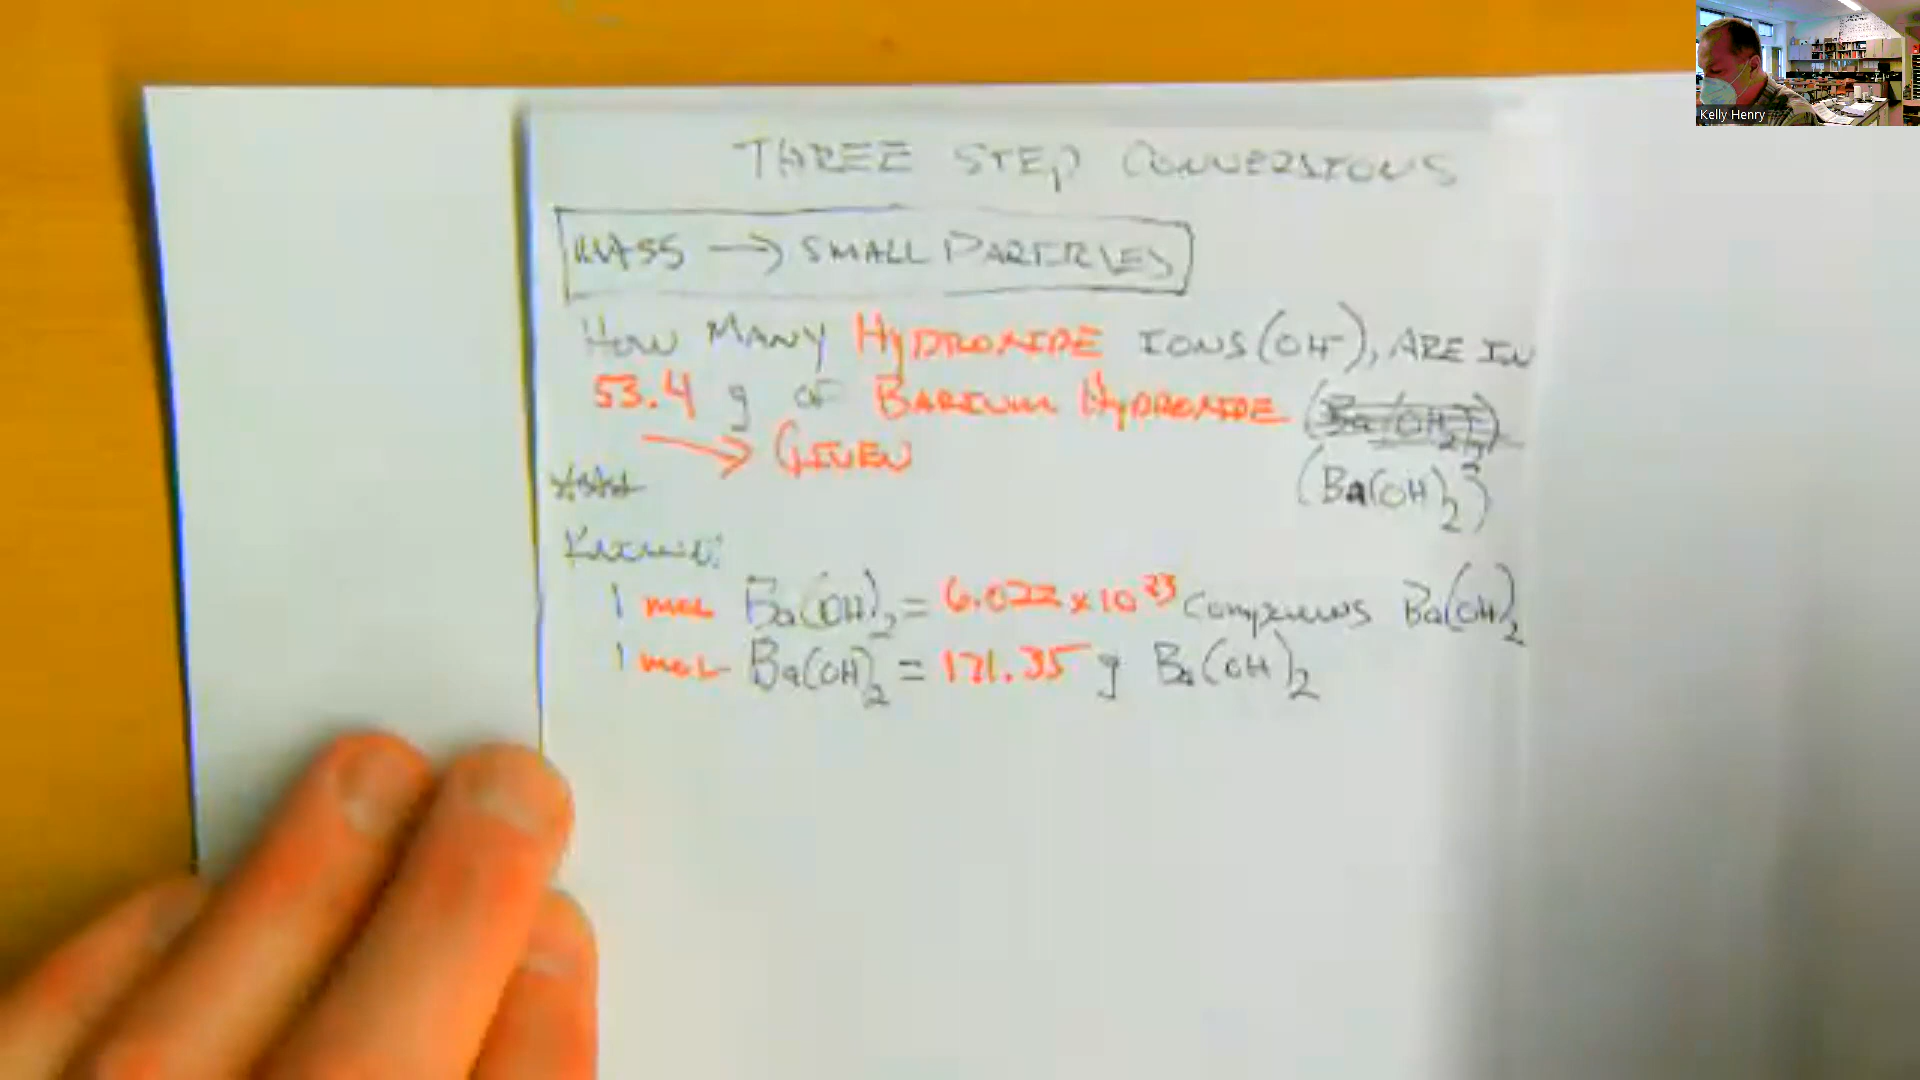 THREE STEP CONVERSIONS
MASS → SMALL PARTICLES
HOW MANY HYDROXIDE IONS (OH⁻), ARE IN
53.4 g OF BARIUM HYDROXIDE
→ GIVEN
(Ba(OH)₂)?
KNOWN:
1 mol Ba(OH)₂ = 6.022 x 10²³ Compounds Ba(OH)₂
1 mol Ba(OH)₂ = 171.35 g Ba(OH)₂
Kelly Henry